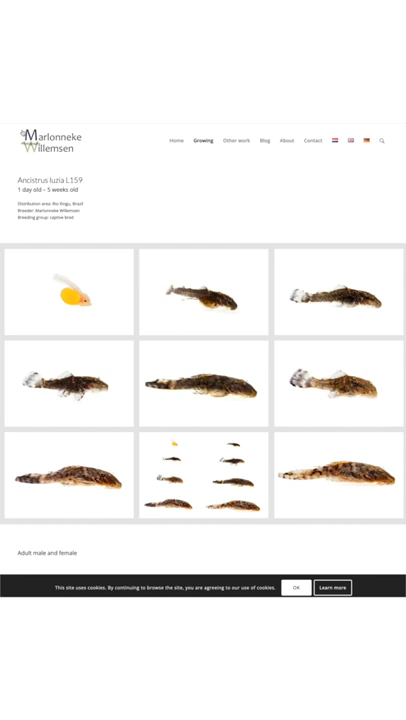 Marlonneke
Willemsen
Home Growing Other work Blog About Contact
Ancistrus luzia L159
1 day old – 5 weeks old
Distribution area: Rio Xingu, Brazil
Breeder: Marlonneke Willemsen
Breeding group: captive bred
Adult male and female
This site uses cookies. By continuing to browse the site, you are agreeing to our use of cookies. OK Learn more